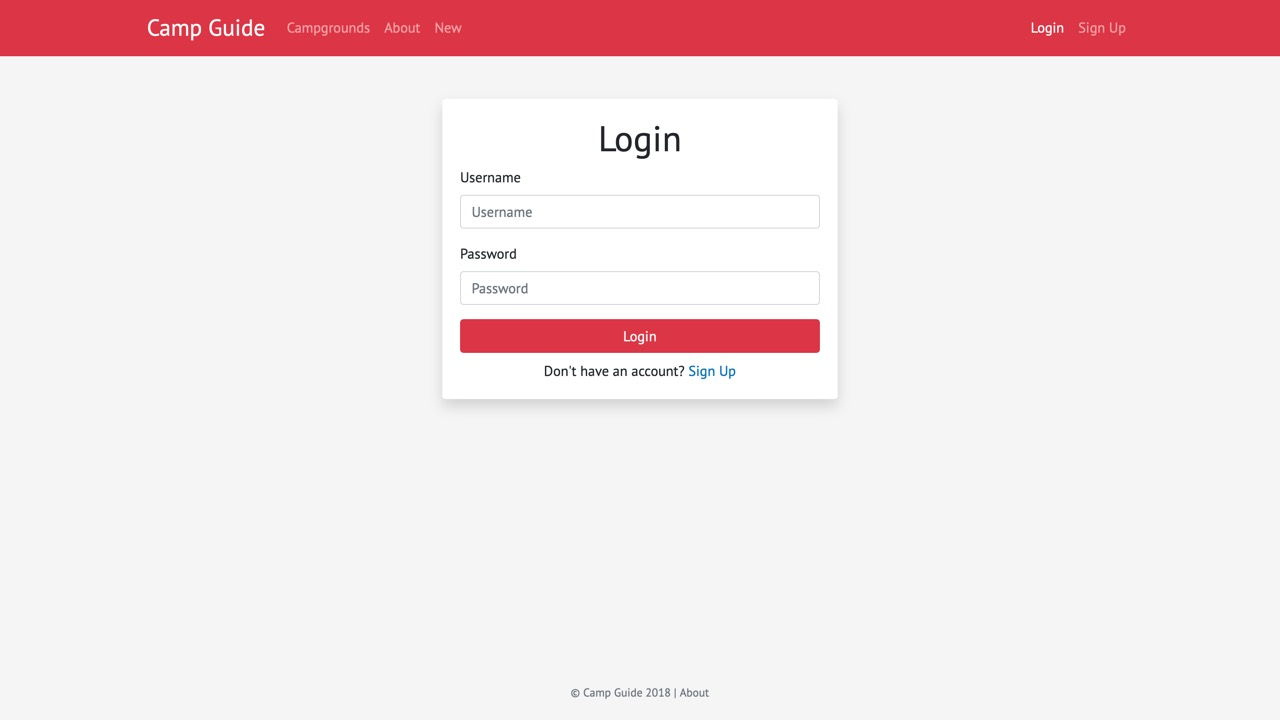 Camp Guide Campgrounds About New Login Sign Up
Login
Username
Username
Password
Password
Login
Don't have an account? Sign Up
© Camp Guide 2018 | About